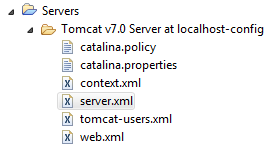 Servers
Tomcat v7.0 Server at localhost-config
catalina.policy
catalina.properties
context.xml
server.xml
tomcat-users.xml
web.xml